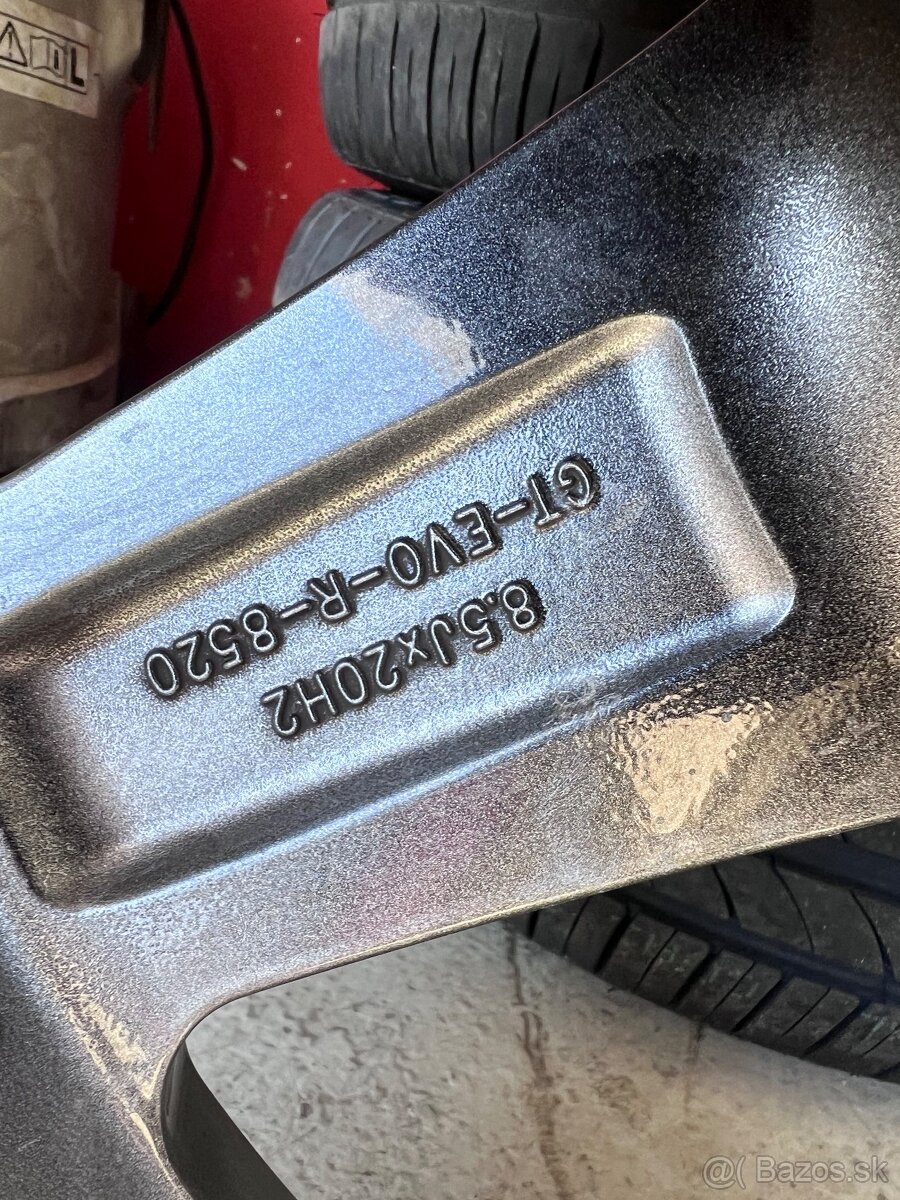 GT-EVO-R-8520
8.5Jx20H2
L
@( Bazos.sk